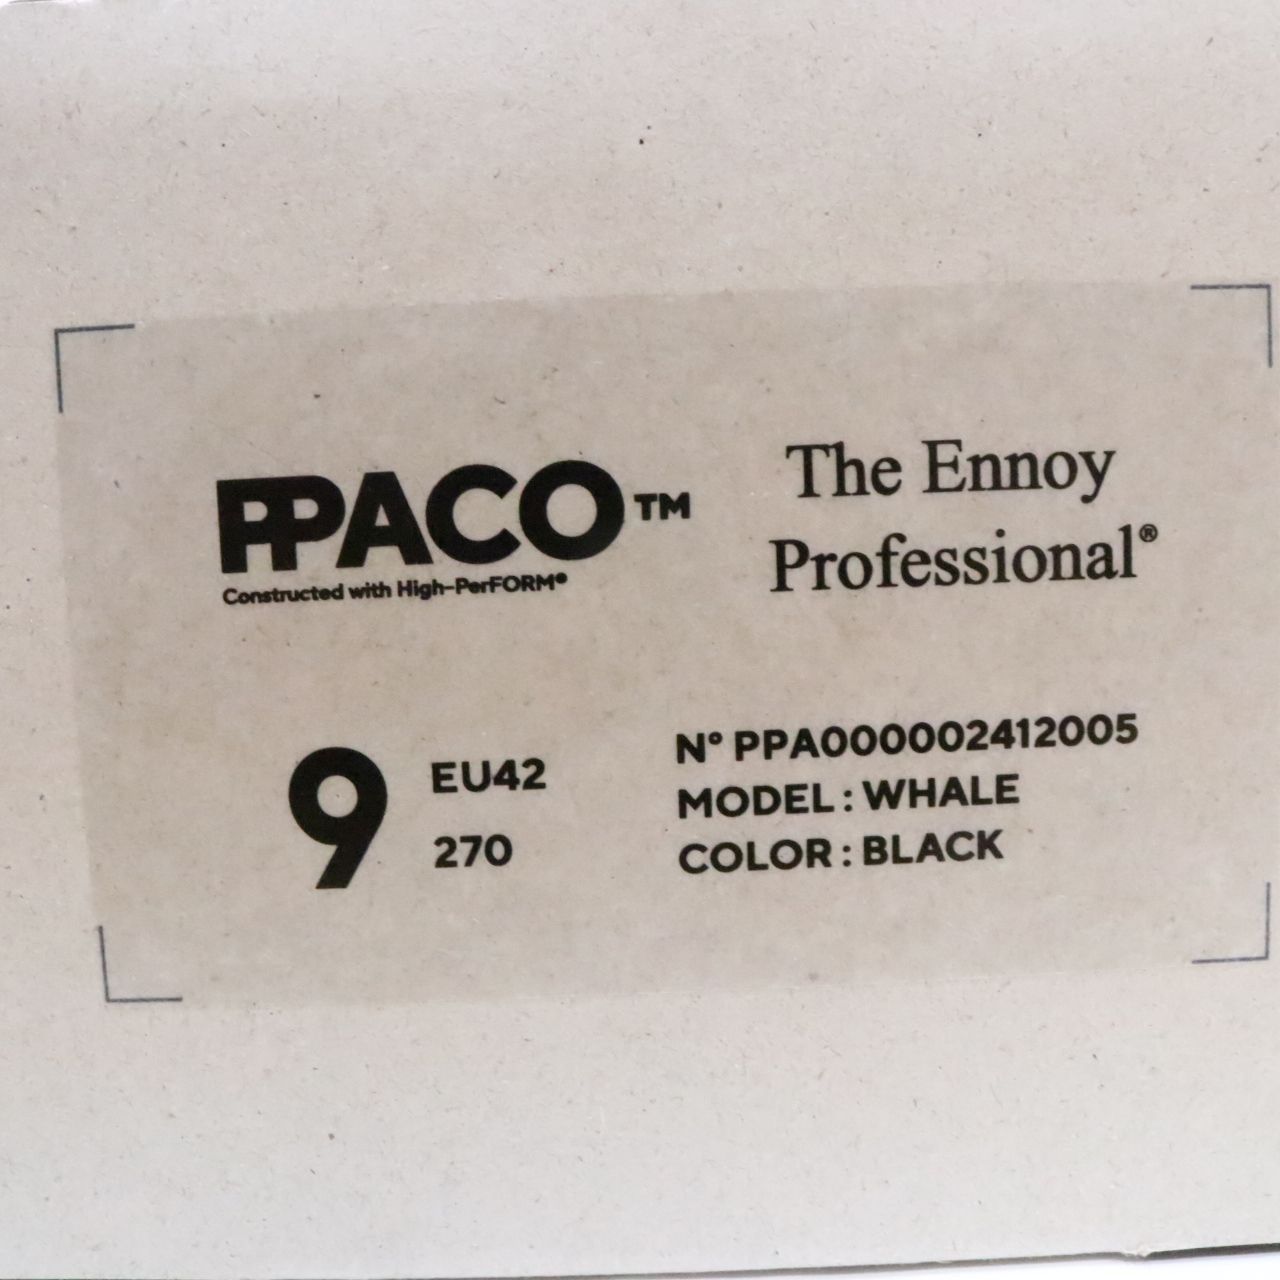 PPACO™
Constructed with High-PerFORM®
The Ennoy
Professional®
9
EU42
270
N° PPA000002412005
MODEL : WHALE
COLOR : BLACK